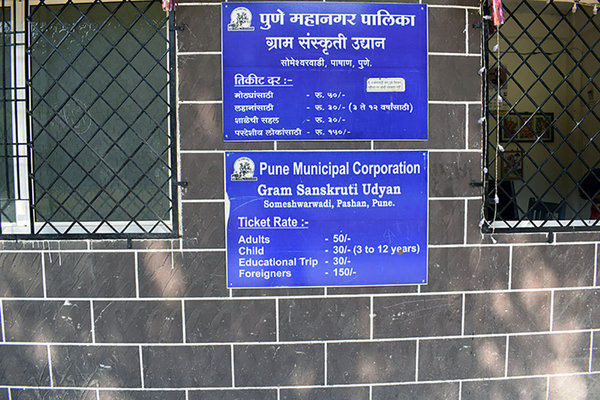 पुणे महानगर पालिका
ग्राम संस्कृती उद्यान
सोमेश्वरवाडी, पाषाण, पुणे.
तिकीट दर :-
मोठ्यांसाठी - रु. ५०/-
लहानांसाठी - रु. ३०/- (३ ते १२ वर्षांसाठी)
शाळेची सहल - रु. ३०/-
परदेशीय लोकांसाठी - रु. १५०/-
Pune Municipal Corporation
Gram Sanskruti Udyan
Someshwarwadi, Pashan, Pune.
Ticket Rate :-
Adults - 50/-
Child - 30/- (3 to 12 years)
Educational Trip - 30/-
Foreigners - 150/-